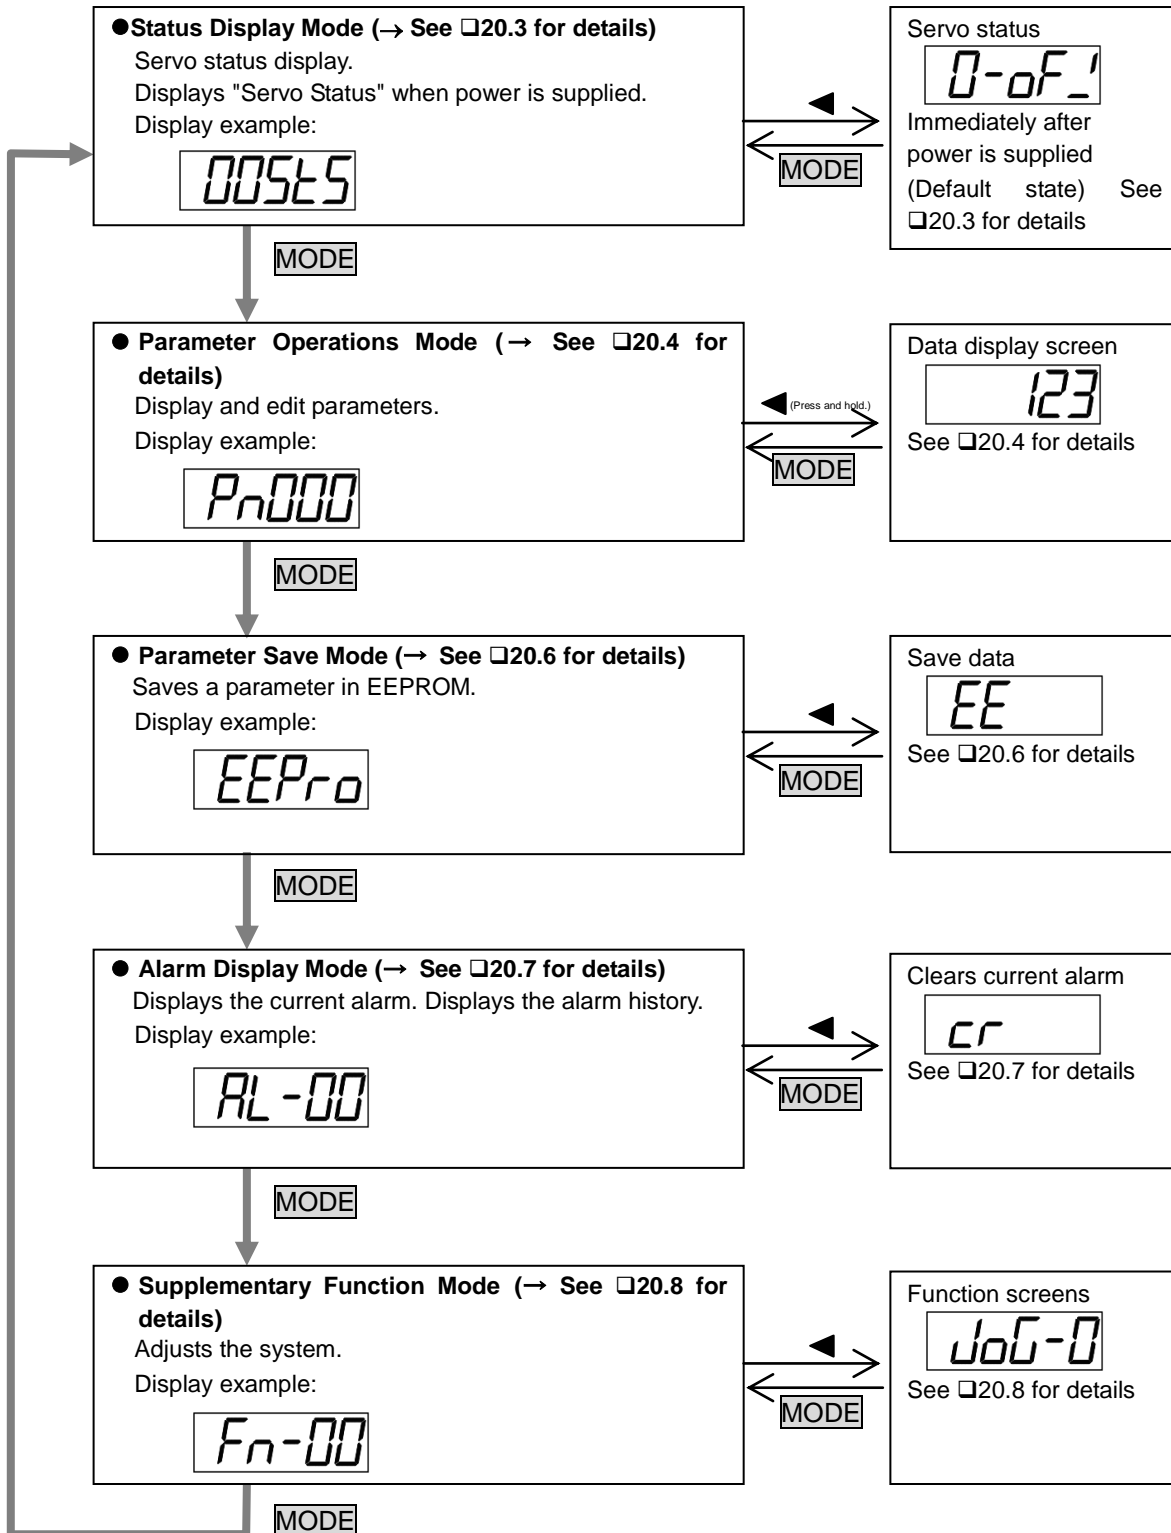 ●Status Display Mode (→ See ❑20.3 for details)
Servo status display.
Displays "Servo Status" when power is supplied.
Display example:
00StS
◀
MODE
Servo status
0-oF_'
Immediately after
power is supplied
(Default state) See
❑20.3 for details
MODE
● Parameter Operations Mode (→ See ❑20.4 for
details)
Display and edit parameters.
Display example:
Pn000
◀ (Press and hold.)
MODE
Data display screen
123
See ❑20.4 for details
MODE
● Parameter Save Mode (→ See ❑20.6 for details)
Saves a parameter in EEPROM.
Display example:
EEPro
◀
MODE
Save data
EE
See ❑20.6 for details
MODE
● Alarm Display Mode (→ See ❑20.7 for details)
Displays the current alarm. Displays the alarm history.
Display example:
AL-00
◀
MODE
Clears current alarm
cr
See ❑20.7 for details
MODE
● Supplementary Function Mode (→ See ❑20.8 for
details)
Adjusts the system.
Display example:
Fn-00
◀
MODE
Function screens
JoG-0
See ❑20.8 for details
MODE